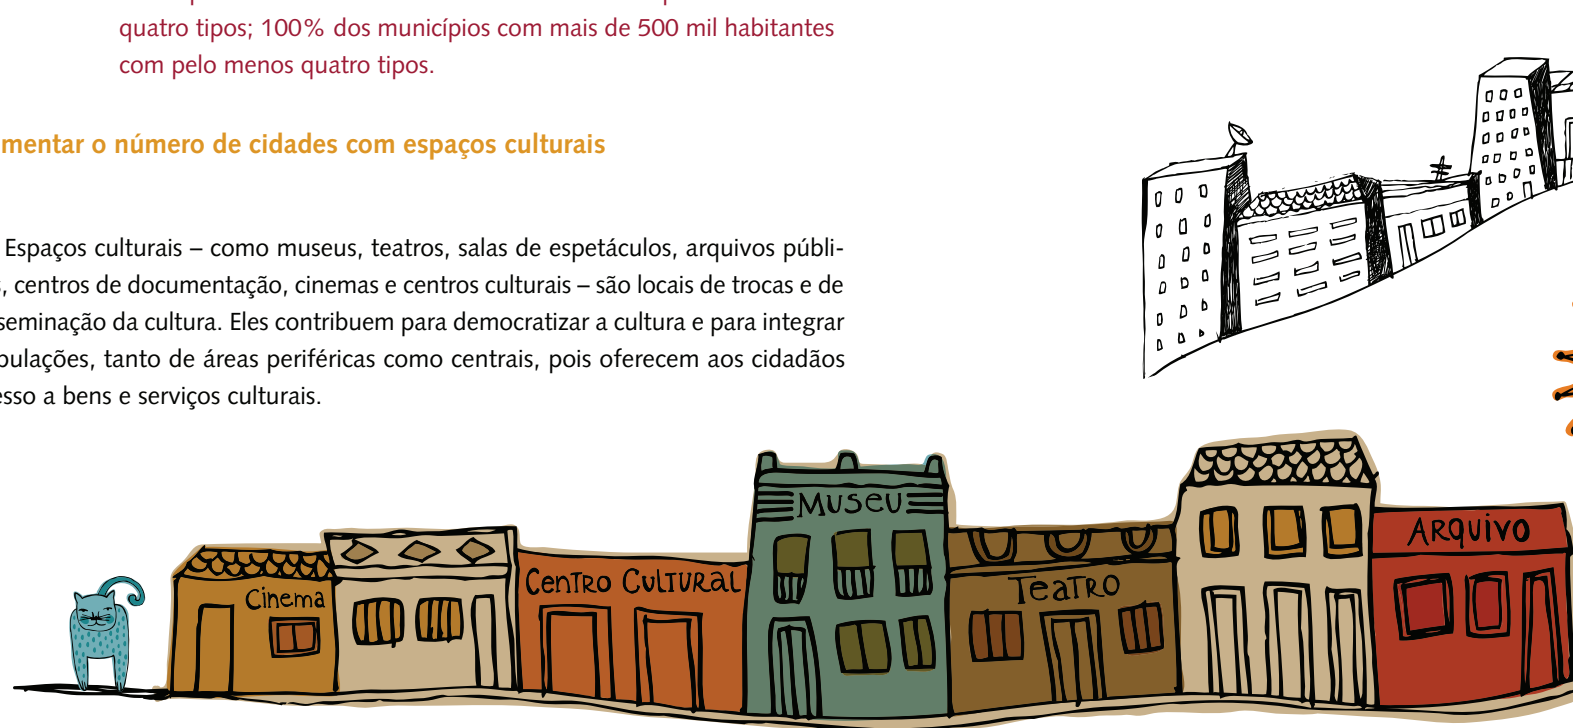 quatro tipos; 100% dos municípios com mais de 500 mil habitantes
com pelo menos quatro tipos.
mentar o número de cidades com espaços culturais
Espaços culturais – como museus, teatros, salas de espetáculos, arquivos públi-
s, centros de documentação, cinemas e centros culturais – são locais de trocas e de
seminação da cultura. Eles contribuem para democratizar a cultura e para integrar
pulações, tanto de áreas periféricas como centrais, pois oferecem aos cidadãos
esso a bens e serviços culturais.
Cinema
Centro Cultural
Museu
Teatro
Arquivo